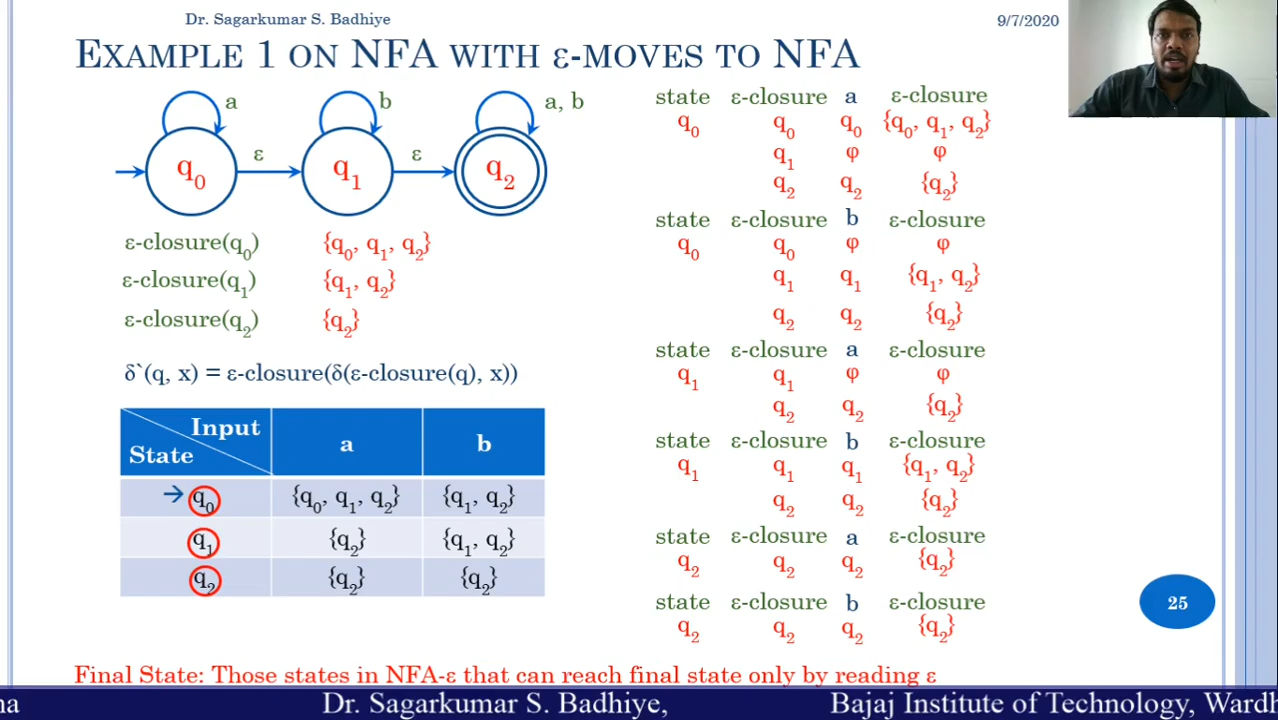 Dr. Sagarkumar S. Badhiye
9/7/2020
EXAMPLE 1 ON NFA WITH ε-MOVES TO NFA
a
b
a, b
q0
ε
q1
ε
q2
ε-closure(q0) {q0, q1, q2}
ε-closure(q1) {q1, q2}
ε-closure(q2) {q2}
δ`(q, x) = ε-closure(δ(ε-closure(q), x))
Input
State
a
b
q0 {q0, q1, q2} {q1, q2}
q1 {q2} {q1, q2}
q2 {q2} {q2}
state ε-closure a ε-closure
q0 q0 q0 {q0, q1, q2}
q1 φ φ
q2 q2 {q2}
state ε-closure b ε-closure
q0 q0 φ φ
q1 q1 {q1, q2}
q2 q2 {q2}
state ε-closure a ε-closure
q1 q1 φ φ
q2 q2 {q2}
state ε-closure b ε-closure
q1 q1 q1 {q1, q2}
q2 q2 {q2}
state ε-closure a ε-closure
q2 q2 q2 {q2}
state ε-closure b ε-closure
q2 q2 q2 {q2}
25
Final State: Those states in NFA-ε that can reach final state only by reading ε
Dr. Sagarkumar S. Badhiye, Bajaj Institute of Technology,